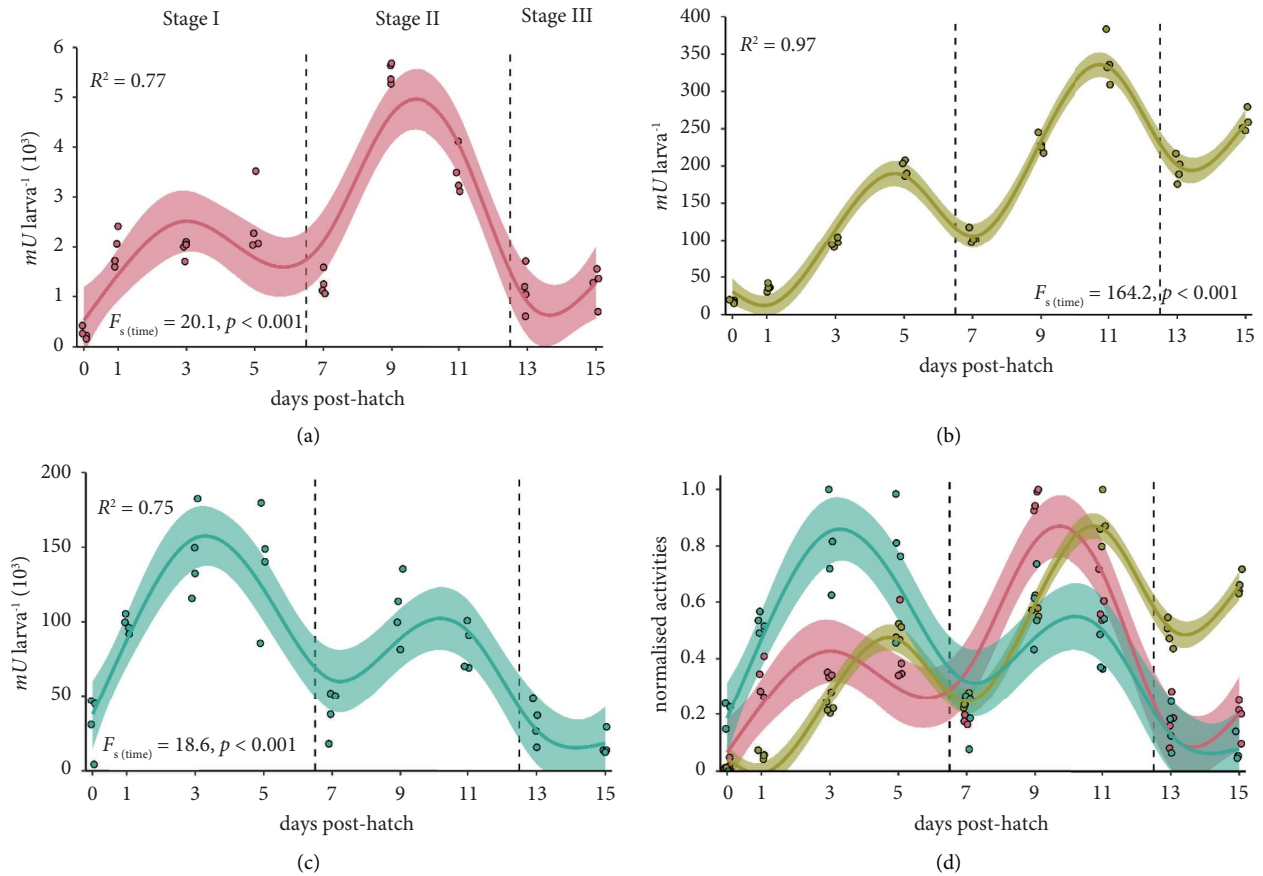 Stage I Stage II Stage III
6
5
4
3
2
1
0
mU larva-1 (10³)
R² = 0.77
F s (time) = 20.1, p < 0.001
0 1 3 5 7 9 11 13 15
days post-hatch
(a)
400
350
300
250
200
150
100
50
0
mU larva-1
R² = 0.97
F s (time) = 164.2, p < 0.001
0 1 3 5 7 9 11 13 15
days post-hatch
(b)
200
150
100
50
0
mU larva-1 (10³)
R² = 0.75
F s (time) = 18.6, p < 0.001
0 1 3 5 7 9 11 13 15
days post-hatch
(c)
1.0
0.8
0.6
0.4
0.2
0
normalised activities
0 1 3 5 7 9 11 13 15
days post-hatch
(d)